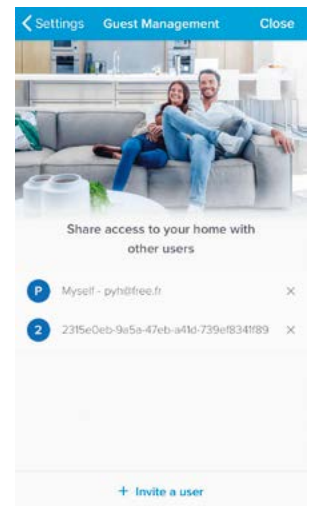 Settings Guest Management Close
Share access to your home with
other users
P Myself - pyh@free.fr ×
2 2315e0eb-9a5a-47eb-a41d-739ef8341f89 ×
+ Invite a user